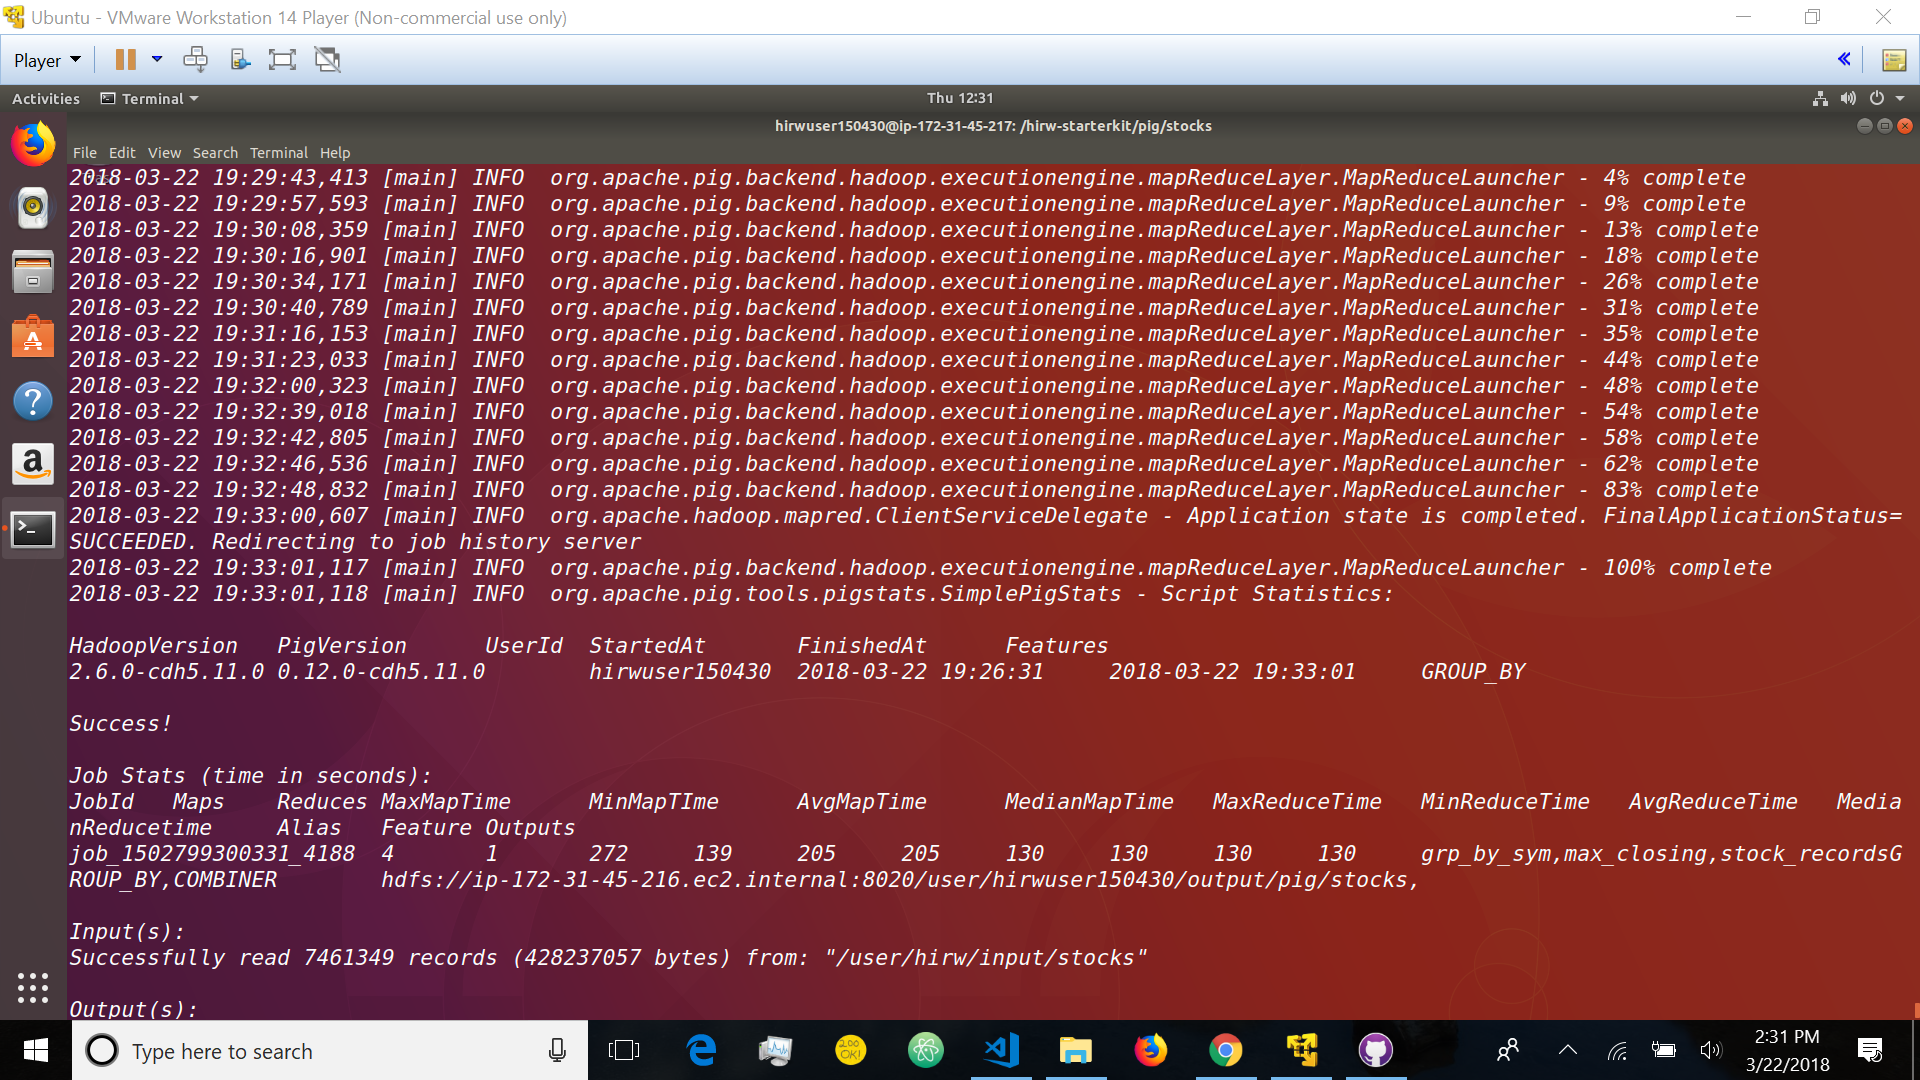 Ubuntu - VMware Workstation 14 Player (Non-commercial use only)
Player
Activities Terminal Thu 12:31
hirwuser150430@ip-172-31-45-217: /hirw-starterkit/pig/stocks
File Edit View Search Terminal Help
2018-03-22 19:29:43,413 [main] INFO  org.apache.pig.backend.hadoop.executionengine.mapReduceLayer.MapReduceLauncher - 4% complete
2018-03-22 19:29:57,593 [main] INFO  org.apache.pig.backend.hadoop.executionengine.mapReduceLayer.MapReduceLauncher - 9% complete
2018-03-22 19:30:08,359 [main] INFO  org.apache.pig.backend.hadoop.executionengine.mapReduceLayer.MapReduceLauncher - 13% complete
2018-03-22 19:30:16,901 [main] INFO  org.apache.pig.backend.hadoop.executionengine.mapReduceLayer.MapReduceLauncher - 18% complete
2018-03-22 19:30:34,171 [main] INFO  org.apache.pig.backend.hadoop.executionengine.mapReduceLayer.MapReduceLauncher - 26% complete
2018-03-22 19:30:40,789 [main] INFO  org.apache.pig.backend.hadoop.executionengine.mapReduceLayer.MapReduceLauncher - 31% complete
2018-03-22 19:31:16,153 [main] INFO  org.apache.pig.backend.hadoop.executionengine.mapReduceLayer.MapReduceLauncher - 35% complete
2018-03-22 19:31:23,033 [main] INFO  org.apache.pig.backend.hadoop.executionengine.mapReduceLayer.MapReduceLauncher - 44% complete
2018-03-22 19:32:00,323 [main] INFO  org.apache.pig.backend.hadoop.executionengine.mapReduceLayer.MapReduceLauncher - 48% complete
2018-03-22 19:32:39,018 [main] INFO  org.apache.pig.backend.hadoop.executionengine.mapReduceLayer.MapReduceLauncher - 54% complete
2018-03-22 19:32:42,805 [main] INFO  org.apache.pig.backend.hadoop.executionengine.mapReduceLayer.MapReduceLauncher - 58% complete
2018-03-22 19:32:46,536 [main] INFO  org.apache.pig.backend.hadoop.executionengine.mapReduceLayer.MapReduceLauncher - 62% complete
2018-03-22 19:32:48,832 [main] INFO  org.apache.pig.backend.hadoop.executionengine.mapReduceLayer.MapReduceLauncher - 83% complete
2018-03-22 19:33:00,607 [main] INFO  org.apache.hadoop.mapred.ClientServiceDelegate - Application state is completed. FinalApplicationStatus=
SUCCEEDED. Redirecting to job history server
2018-03-22 19:33:01,117 [main] INFO  org.apache.pig.backend.hadoop.executionengine.mapReduceLayer.MapReduceLauncher - 100% complete
2018-03-22 19:33:01,118 [main] INFO  org.apache.pig.tools.pigstats.SimplePigStats - Script Statistics:
HadoopVersion PigVersion UserId StartedAt FinishedAt Features
2.6.0-cdh5.11.0 0.12.0-cdh5.11.0 hirwuser150430 2018-03-22 19:26:31 2018-03-22 19:33:01 GROUP_BY
Success!
Job Stats (time in seconds):
JobId Maps Reduces MaxMapTime MinMapTIme AvgMapTime MedianMapTime MaxReduceTime MinReduceTime AvgReduceTime Media
nReducetime Alias Feature Outputs
job_1502799300331_4188 4 1 272 139 205 205 130 130 130 130 grp_by_sym,max_closing,stock_recordsG
ROUP_BY,COMBINER hdfs://ip-172-31-45-216.ec2.internal:8020/user/hirwuser150430/output/pig/stocks,
Input(s):
Successfully read 7461349 records (428237057 bytes) from: "/user/hirw/input/stocks"
Output(s):
Type here to search
200 OK!
2:31 PM
3/22/2018